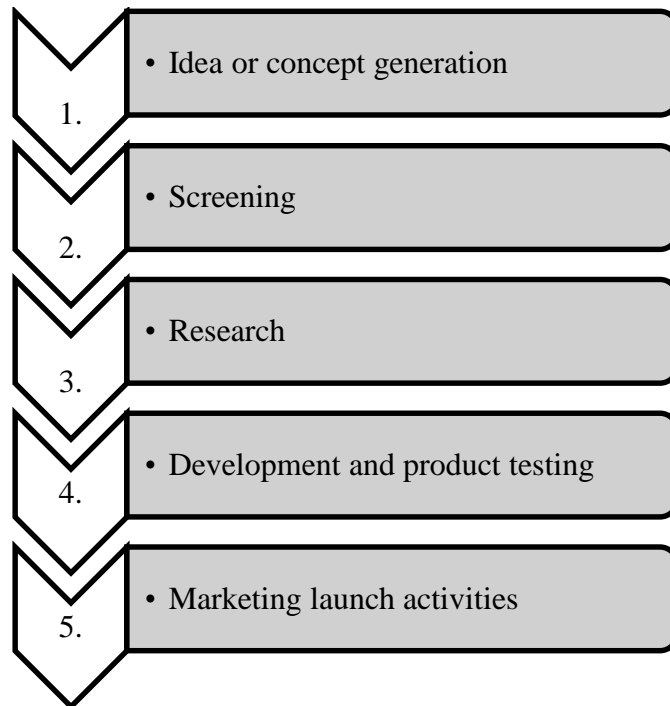 1.
• Idea or concept generation
2.
• Screening
3.
• Research
4.
• Development and product testing
5.
• Marketing launch activities